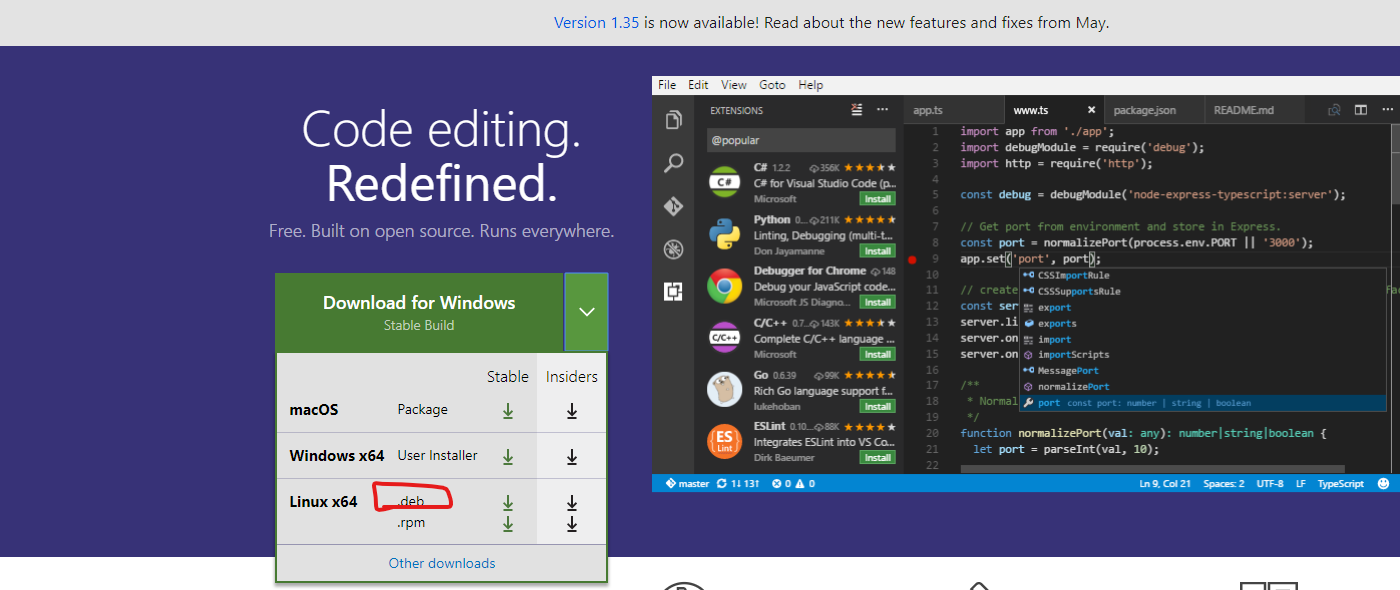 Version 1.35 is now available! Read about the new features and fixes from May.
Code editing.
Redefined.
Free. Built on open source. Runs everywhere.
Download for Windows
Stable Build
Stable Insiders
macOS Package
Windows x64 User Installer
Linux x64 .deb
.rpm
Other downloads
File Edit View Goto Help
EXTENSIONS
@popular
C# 1.2.2 356K
C# for Visual Studio Code (p...
Microsoft Install
Python 0... 211K
Linting, Debugging (multi-t...
Don Jayamanne Install
Debugger for Chrome 148
Debug your JavaScript code...
Microsoft JS Diagno... Install
C/C++ 0.7... 143K
Complete C/C++ language ...
Microsoft Install
Go 0.6.39 99K
Rich Go language support f...
lukehoban Install
ESLint 0.10... 88K
Integrates ESLint into VS Co...
Dirk Baeumer Install
C#
C/C++
ES
Lint
app.ts www.ts package.json README.md
1 import app from './app';
2 import debugModule = require('debug');
3 import http = require('http');
4
5 const debug = debugModule('node-express-typescript:server');
6
7 // Get port from environment and store in Express.
8 const port = normalizePort(process.env.PORT || '3000');
9 app.set('port', port);
10
11 // create
12 const ser
13 server.li
14 server.on
15 server.on
16
17 /**
18 * Normal
19 */
20 function normalizePort(val: any): number|string|boolean {
21 let port = parseInt(val, 10);
22
CSSImportRule
CSSSupportsRule
export
exports
import
importScripts
MessagePort
normalizePort
port const port: number | string | boolean
master 1↓ 13↑ 0 0 Ln 9, Col 21 Spaces: 2 UTF-8 LF TypeScript